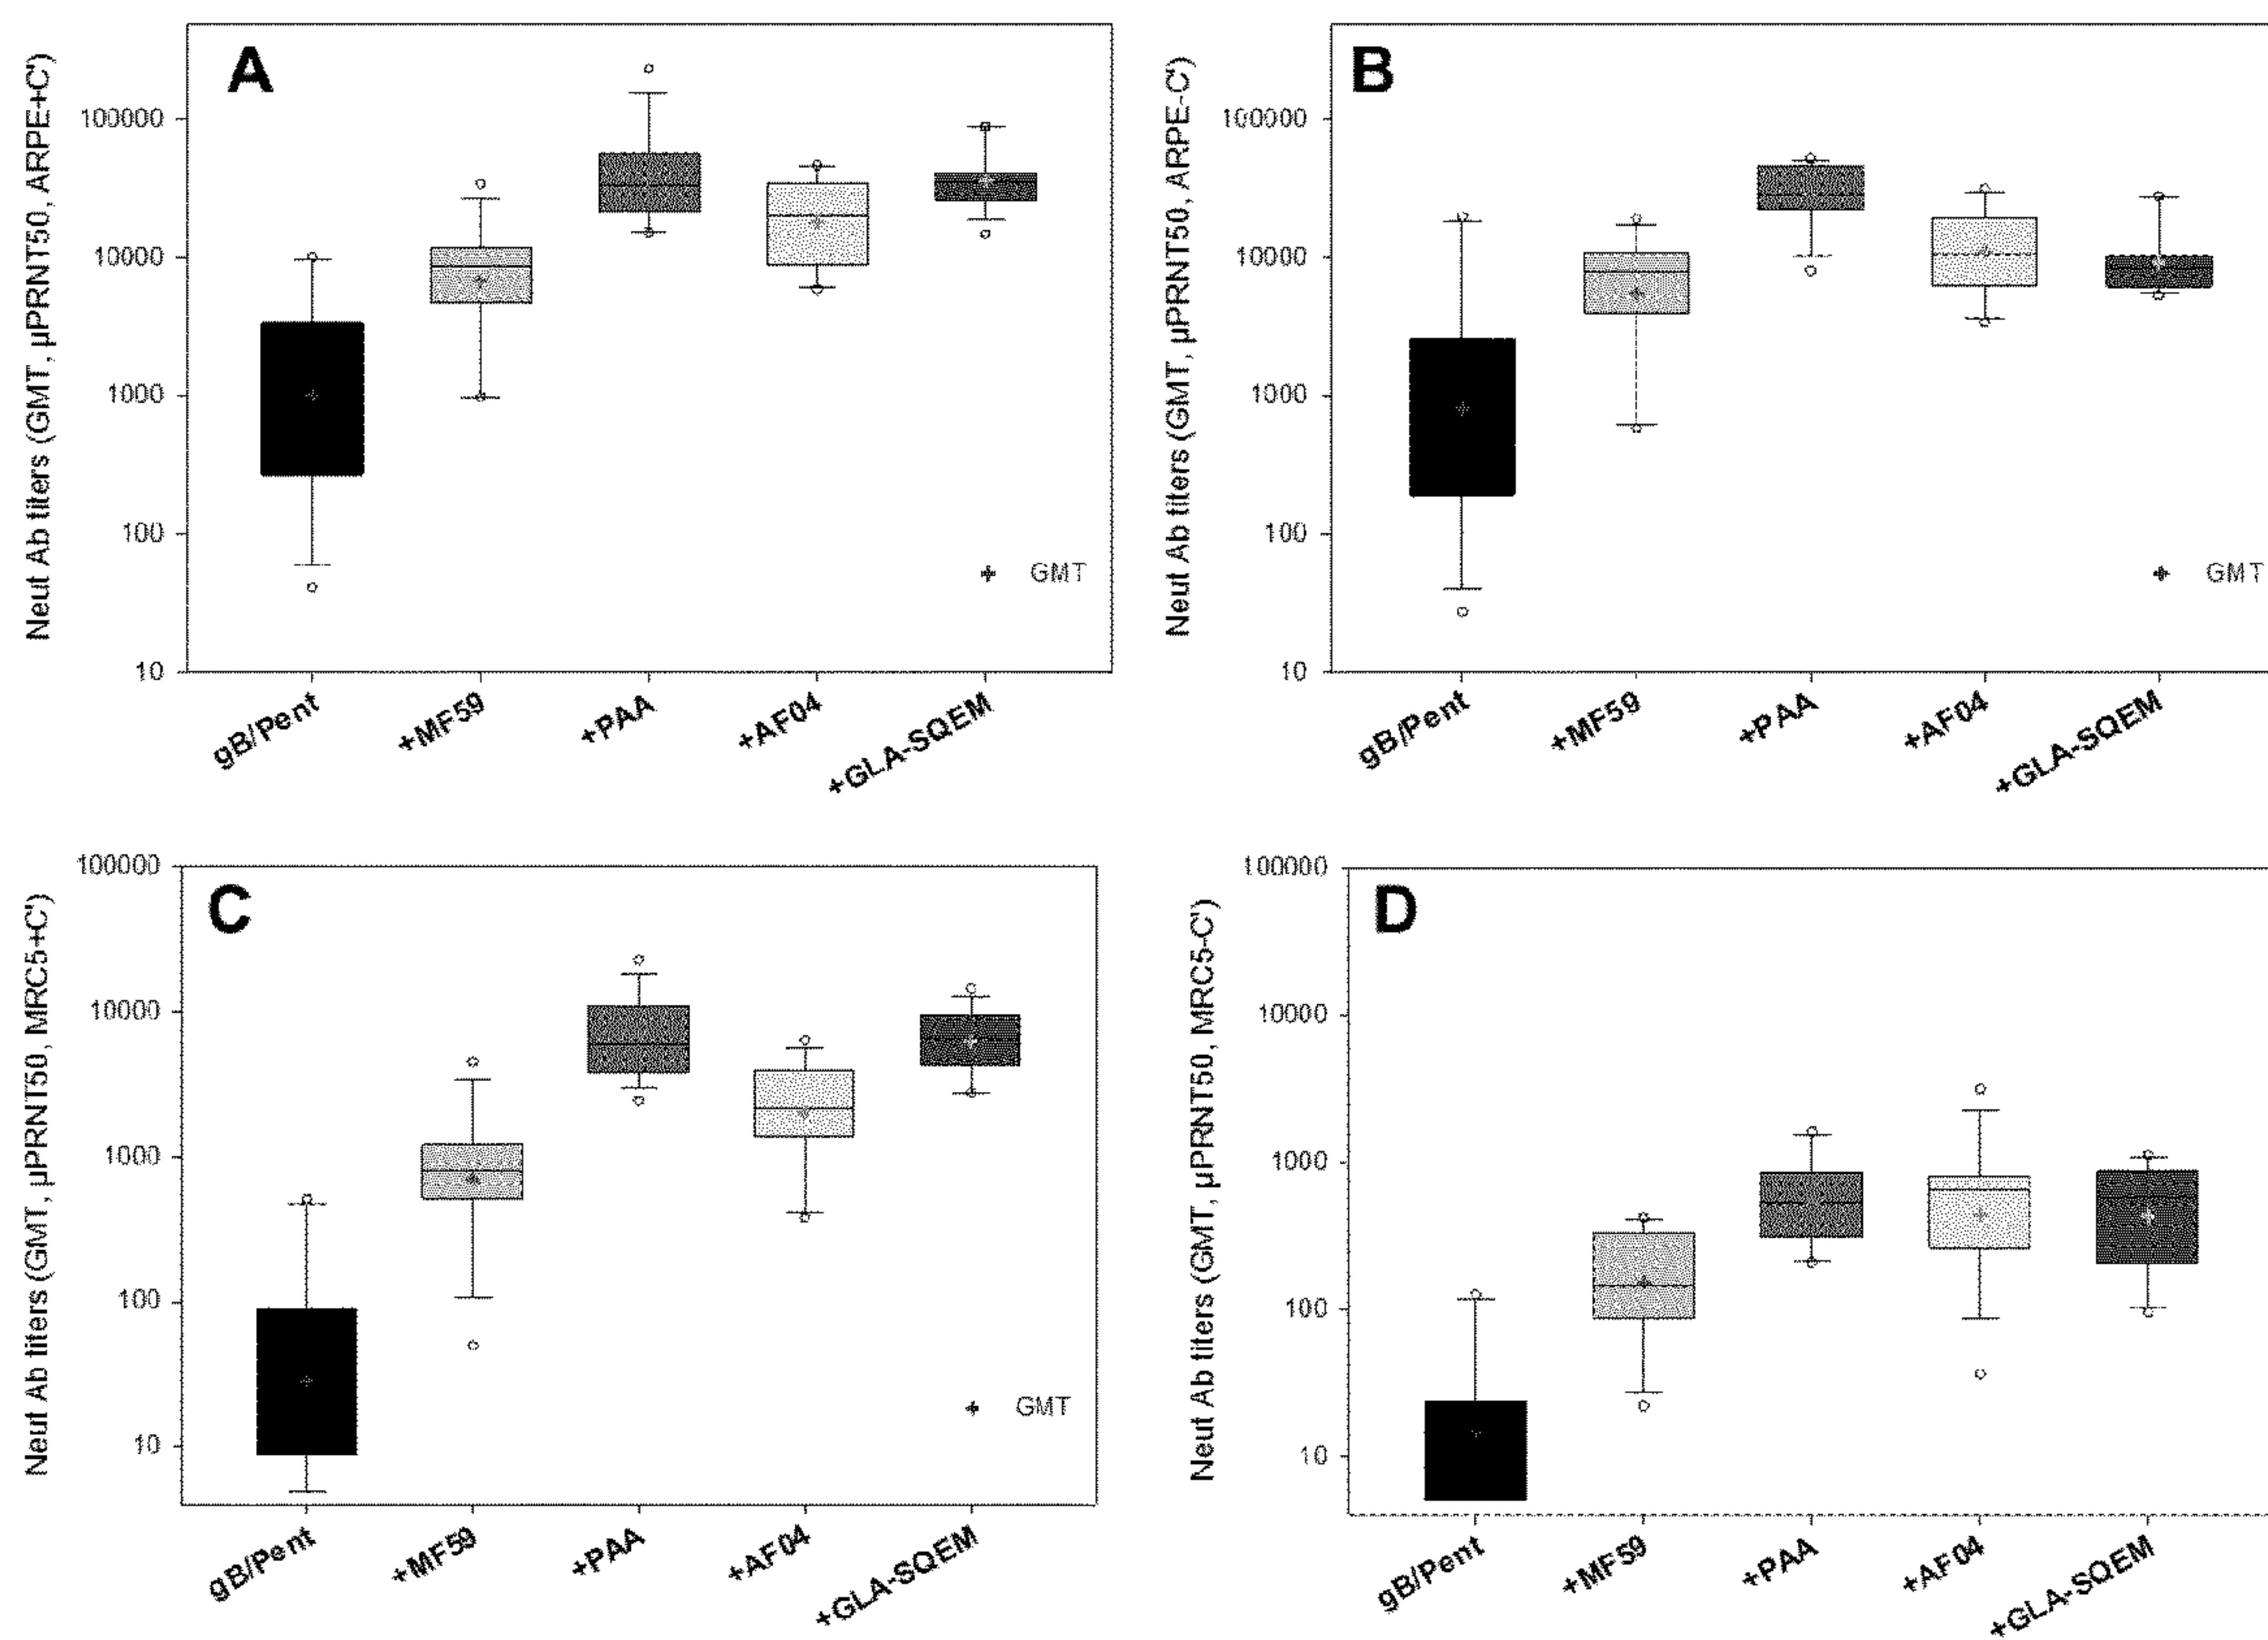 A
Neut Ab titers (GMT, µPRNT50, ARPE+C')
100000
10000
1000
100
10
GMT
gB/Pent
+MF59
+PAA
+AF04
+GLA-SQEM
B
Neut Ab titers (GMT, µPRNT50, ARPE-C')
100000
10000
1000
100
10
GMT
gB/Pent
+MF59
+PAA
+AF04
+GLA-SQEM
C
Neut Ab titers (GMT, µPRNT50, MRC5+C')
100000
10000
1000
100
10
GMT
gB/Pent
+MF59
+PAA
+AF04
+GLA-SQEM
D
Neut Ab titers (GMT, µPRNT50, MRC5-C')
100000
10000
1000
100
10
gB/Pent
+MF59
+PAA
+AF04
+GLA-SQEM